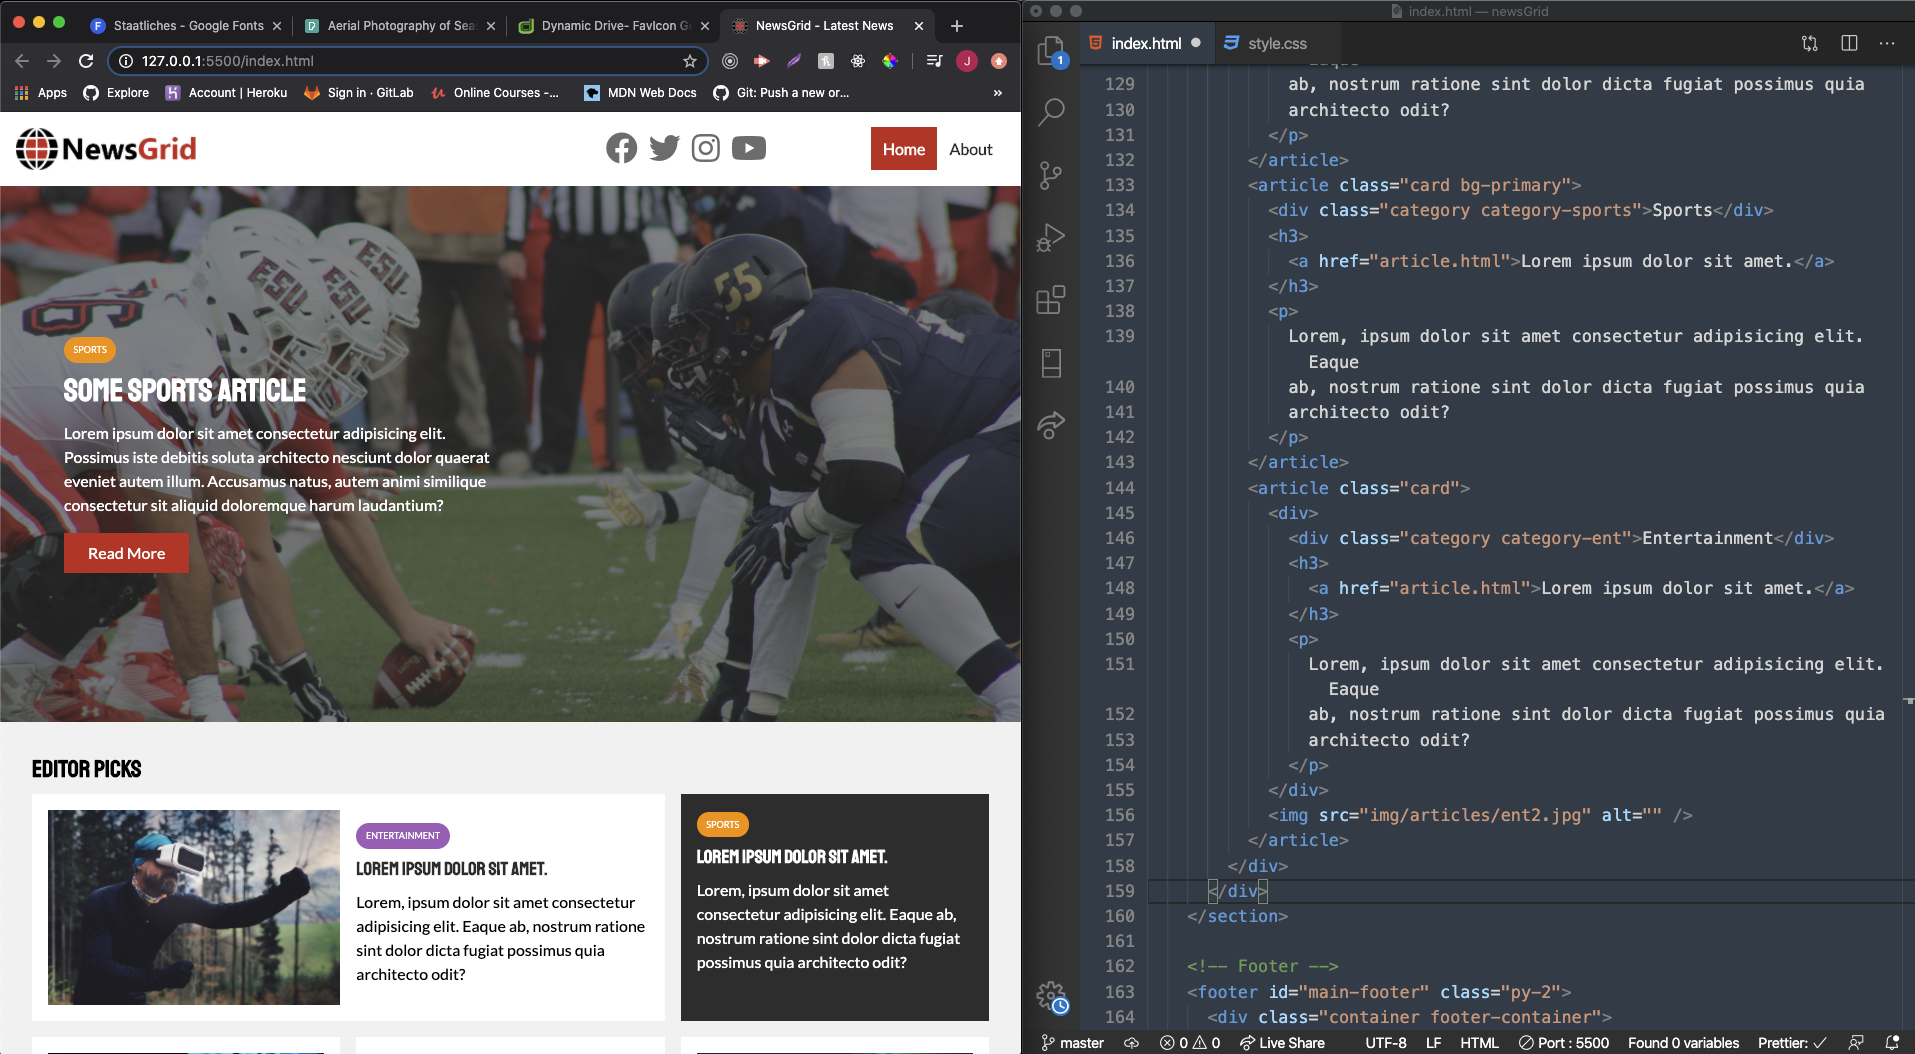 Staatliches - Google Fonts
Aerial Photography of Sea
Dynamic Drive- FavIcon Ge
NewsGrid - Latest News
127.0.0.1:5500/index.html
J
Apps
Explore
Account | Heroku
Sign in · GitLab
Online Courses -...
MDN Web Docs
Git: Push a new or...
»
NewsGrid
Home
About
ESU
ESU
ESU
55
SPORTS
SOME SPORTS ARTICLE
Lorem ipsum dolor sit amet consectetur adipisicing elit.
Possimus iste debitis soluta architecto nesciunt dolor quaerat
eveniet autem illum. Accusamus natus, autem animi similique
consectetur sit aliquid doloremque harum laudantium?
Read More
EDITOR PICKS
ENTERTAINMENT
LOREM IPSUM DOLOR SIT AMET.
Lorem, ipsum dolor sit amet consectetur
adipisicing elit. Eaque ab, nostrum ratione
sint dolor dicta fugiat possimus quia
architecto odit?
SPORTS
LOREM IPSUM DOLOR SIT AMET.
Lorem, ipsum dolor sit amet
consectetur adipisicing elit. Eaque ab,
nostrum ratione sint dolor dicta fugiat
possimus quia architecto odit?
index.html — newsGrid
index.html
style.css
1
Eaque
129 ab, nostrum ratione sint dolor dicta fugiat possimus quia
130 architecto odit?
131 </p>
132 </article>
133 <article class="card bg-primary">
134 <div class="category category-sports">Sports</div>
135 <h3>
136 <a href="article.html">Lorem ipsum dolor sit amet.</a>
137 </h3>
138 <p>
139 Lorem, ipsum dolor sit amet consectetur adipisicing elit.
Eaque
140 ab, nostrum ratione sint dolor dicta fugiat possimus quia
141 architecto odit?
142 </p>
143 </article>
144 <article class="card">
145 <div>
146 <div class="category category-ent">Entertainment</div>
147 <h3>
148 <a href="article.html">Lorem ipsum dolor sit amet.</a>
149 </h3>
150 <p>
151 Lorem, ipsum dolor sit amet consectetur adipisicing elit.
Eaque
152 ab, nostrum ratione sint dolor dicta fugiat possimus quia
153 architecto odit?
154 </p>
155 </div>
156 <img src="img/articles/ent2.jpg" alt="" />
157 </article>
158 </div>
159 </div>
160 </section>
161
162 <!-- Footer -->
163 <footer id="main-footer" class="py-2">
164 <div class="container footer-container">
master 0 0 Live Share UTF-8 LF HTML Port : 5500 Found 0 variables Prettier: ✓